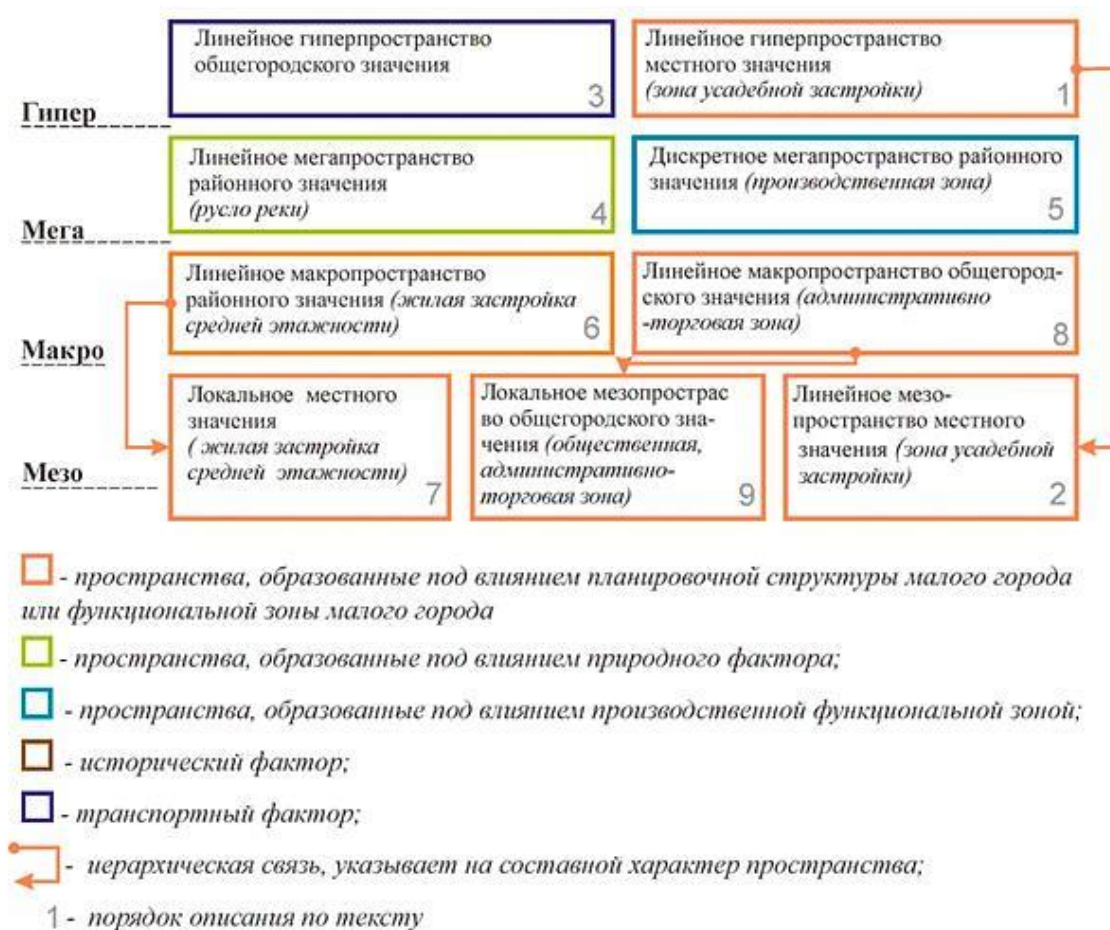 Линейное гиперпространство
общегородского значения
3
Линейное гиперпространство
местного значения
(зона усадебной застройки)
1
Гипер
Линейное мегапространство
районного значения
(русло реки)
4
Дискретное мегапространство районного
значения (производственная зона)
5
Мега
Линейное макропространство
районного значения (жилая застройка
средней этажности)
6
Линейное макропространство общегород-
ского значения (административно
-торговая зона)
8
Макро
Локальное местного
значения
( жилая застройка
средней этажности)
7
Локальное мезопрострас
во общегородского зна-
чения (общественная,
административно-
торговая зона)
9
Линейное мезо-
пространство местного
значения (зона усадебной
застройки)
2
Мезо
- пространства, образованные под влиянием планировочной структуры малого города
или функциональной зоны малого города
- пространства, образованные под влиянием природного фактора;
- пространства, образованные под влиянием производственной функциональной зоной;
- исторический фактор;
- транспортный фактор;
- иерархическая связь, указывает на составной характер пространства;
1 - порядок описания по тексту